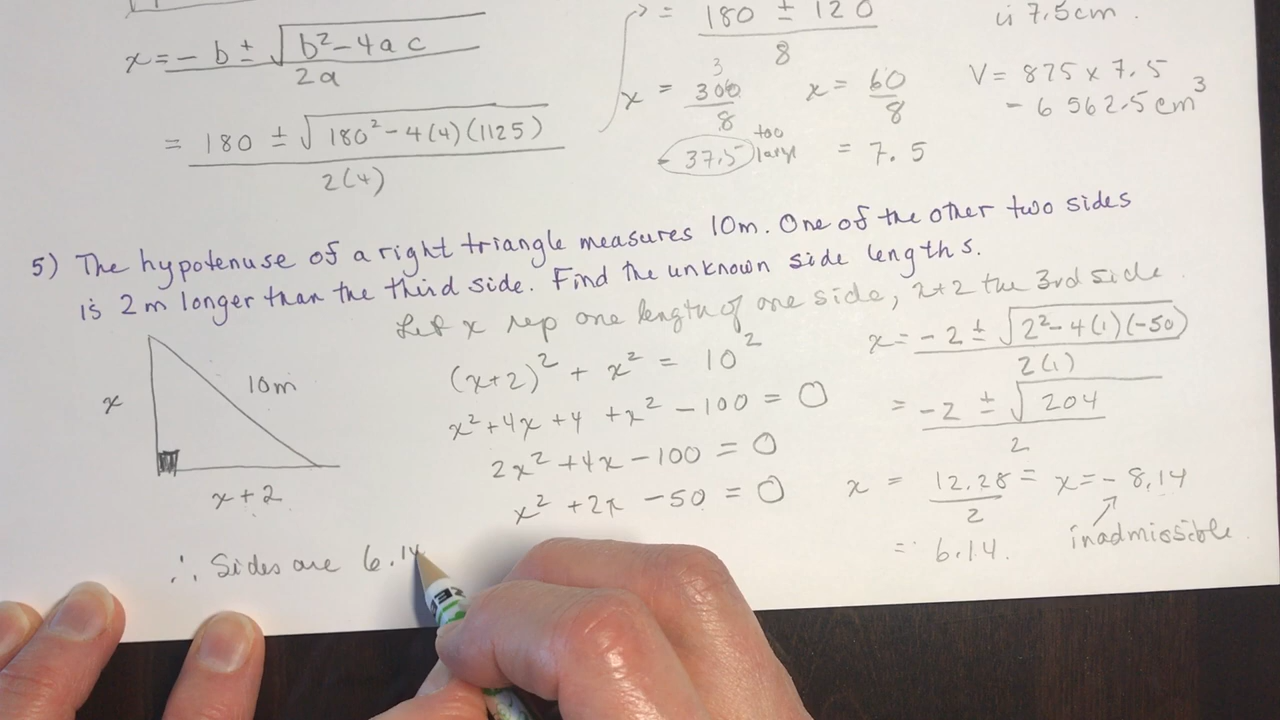 x = - b ± √b² - 4ac
2a
= 180 ± √180² - 4(4)(1125)
2(4)
= 180 ± 120
8
x = 300
3
8
x = 60
8
37.5
too
large
= 7.5
is 7.5cm.
V = 875 x 7.5
= 6 562.5 cm³
5) The hypotenuse of a right triangle measures 10m. One of the other two sides
is 2m longer than the third side. Find the unknown side lengths.
Let x rep one length of one side, x+2 the 3rd side
x
10m
x + 2
(x+2)² + x² = 10²
x² + 4x + 4 + x² - 100 = 0
2x² + 4x - 100 = 0
x² + 2x - 50 = 0
x = -2 ± √2² - 4(1)(-50)
2(1)
= -2 ± √204
2
x = 12.28 = x = - 8.14
2
= 6.14.
inadmissible
∴ Sides are 6.14